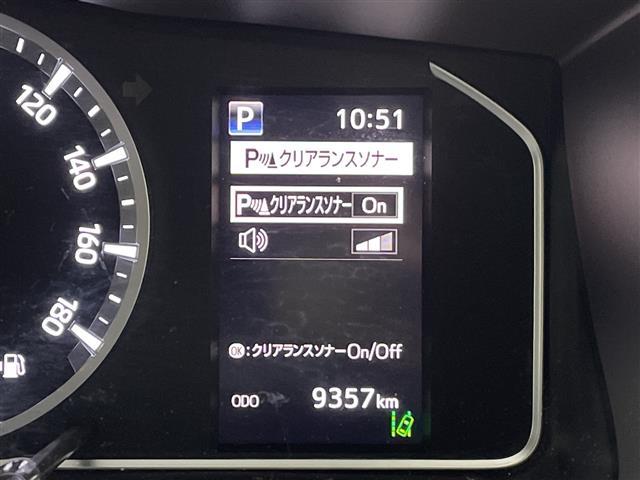 120
140
160
180
P 10:51
P クリアランスソナー
P クリアランスソナー On
OK:クリアランスソナーOn/Off
ODO 9357km